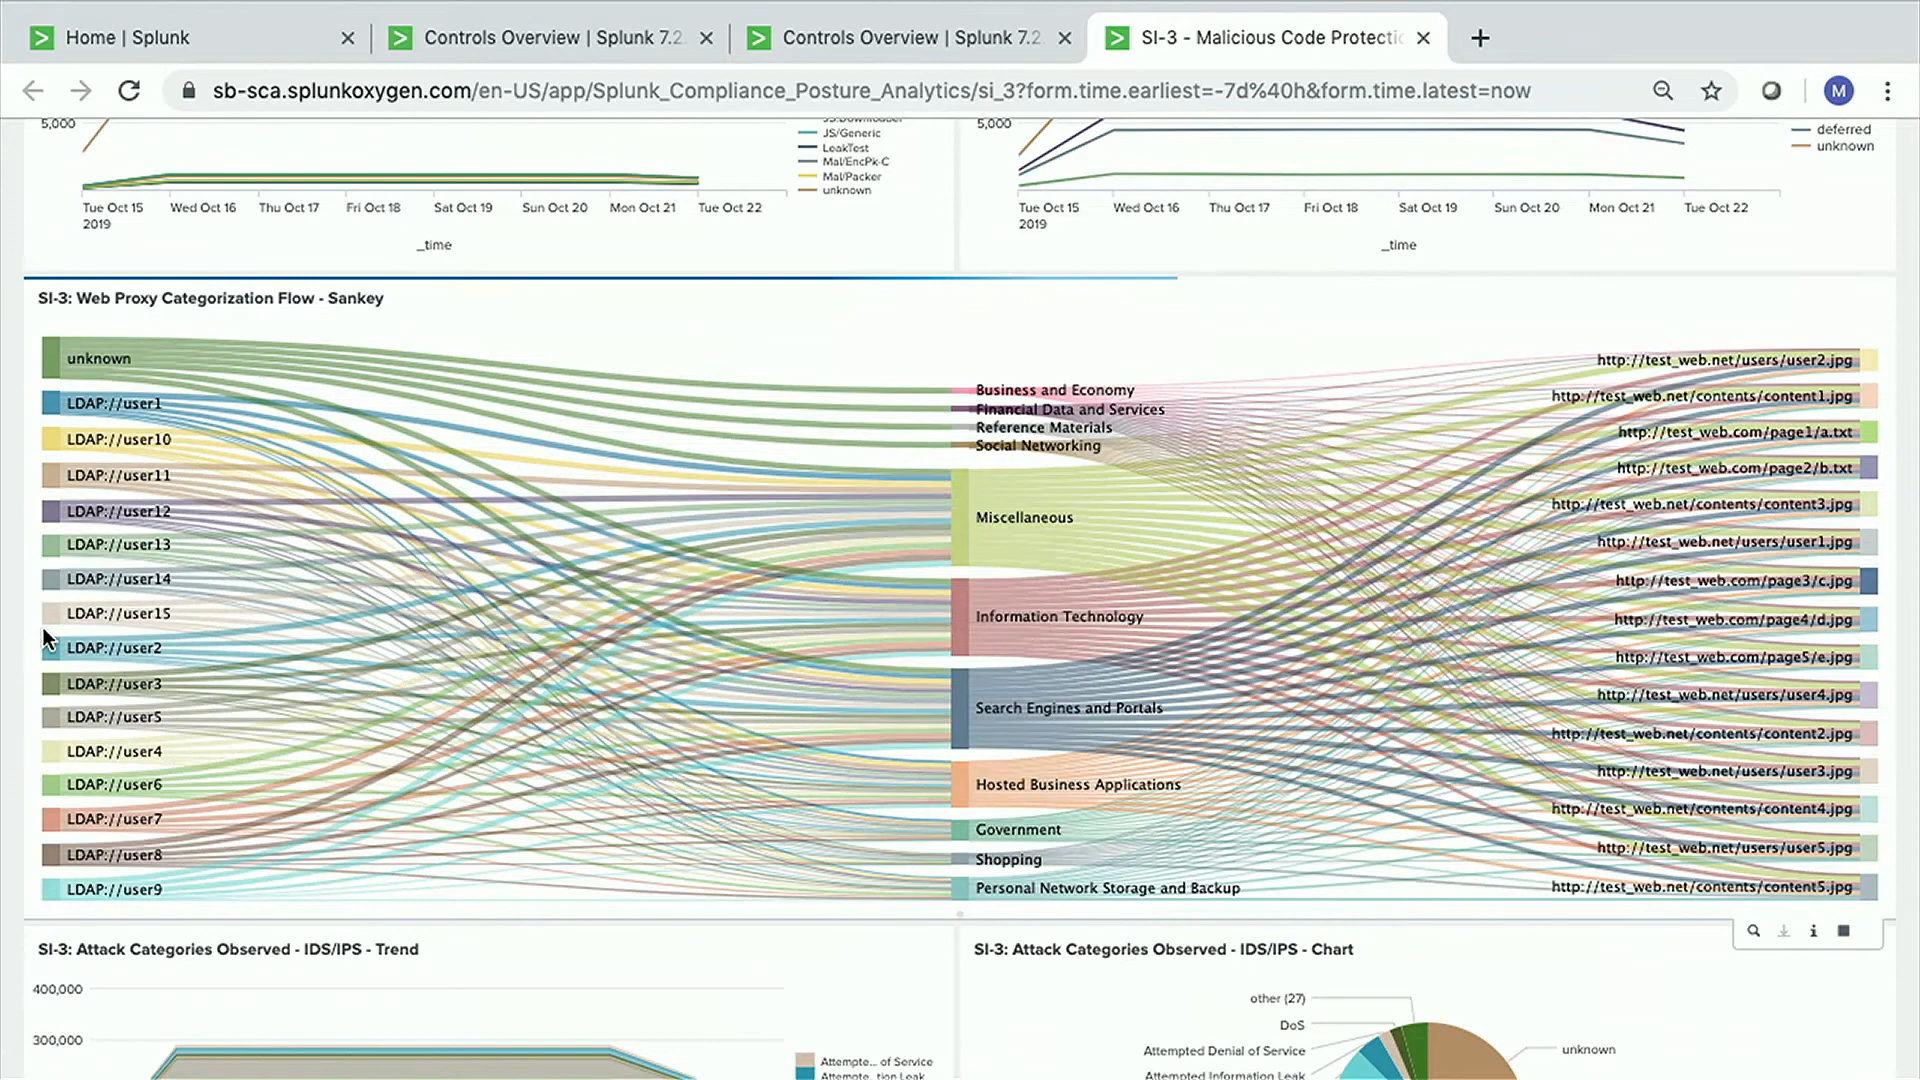 Home | Splunk
Controls Overview | Splunk 7.2
Controls Overview | Splunk 7.2.
SI-3 - Malicious Code Protectic
sb-sca.splunkoxygen.com/en-US/app/Splunk_Compliance_Posture_Analytics/si_3?form.time.earliest=-7d%40h&form.time.latest=now
M
5,000
JS/Generic
LeakTest
Mal/EncPk-C
Mal/Packer
unknown
Tue Oct 15
2019
Wed Oct 16
Thu Oct 17
Fri Oct 18
Sat Oct 19
Sun Oct 20
Mon Oct 21
Tue Oct 22
_time
5,000
deferred
unknown
Tue Oct 15
2019
Wed Oct 16
Thu Oct 17
Fri Oct 18
Sat Oct 19
Sun Oct 20
Mon Oct 21
Tue Oct 22
_time
SI-3: Web Proxy Categorization Flow - Sankey
unknown
LDAP://user1
LDAP://user10
LDAP://user11
LDAP://user12
LDAP://user13
LDAP://user14
LDAP://user15
LDAP://user2
LDAP://user3
LDAP://user5
LDAP://user4
LDAP://user6
LDAP://user7
LDAP://user8
LDAP://user9
Business and Economy
Financial Data and Services
Reference Materials
Social Networking
Miscellaneous
Information Technology
Search Engines and Portals
Hosted Business Applications
Government
Shopping
Personal Network Storage and Backup
http://test_web.net/users/user2.jpg
http://test_web.net/contents/content1.jpg
http://test_web.com/page1/a.txt
http://test_web.com/page2/b.txt
http://test_web.net/contents/content3.jpg
http://test_web.net/users/user1.jpg
http://test_web.com/page3/c.jpg
http://test_web.com/page4/d.jpg
http://test_web.com/page5/e.jpg
http://test_web.net/users/user4.jpg
http://test_web.net/contents/content2.jpg
http://test_web.net/users/user3.jpg
http://test_web.net/contents/content4.jpg
http://test_web.net/users/user5.jpg
http://test_web.net/contents/content5.jpg
SI-3: Attack Categories Observed - IDS/IPS - Trend
400,000
300,000
Attempte... of Service
Attempte...tion Leak
SI-3: Attack Categories Observed - IDS/IPS - Chart
other (27)
DoS
Attempted Denial of Service
Attempted Information Leak
unknown